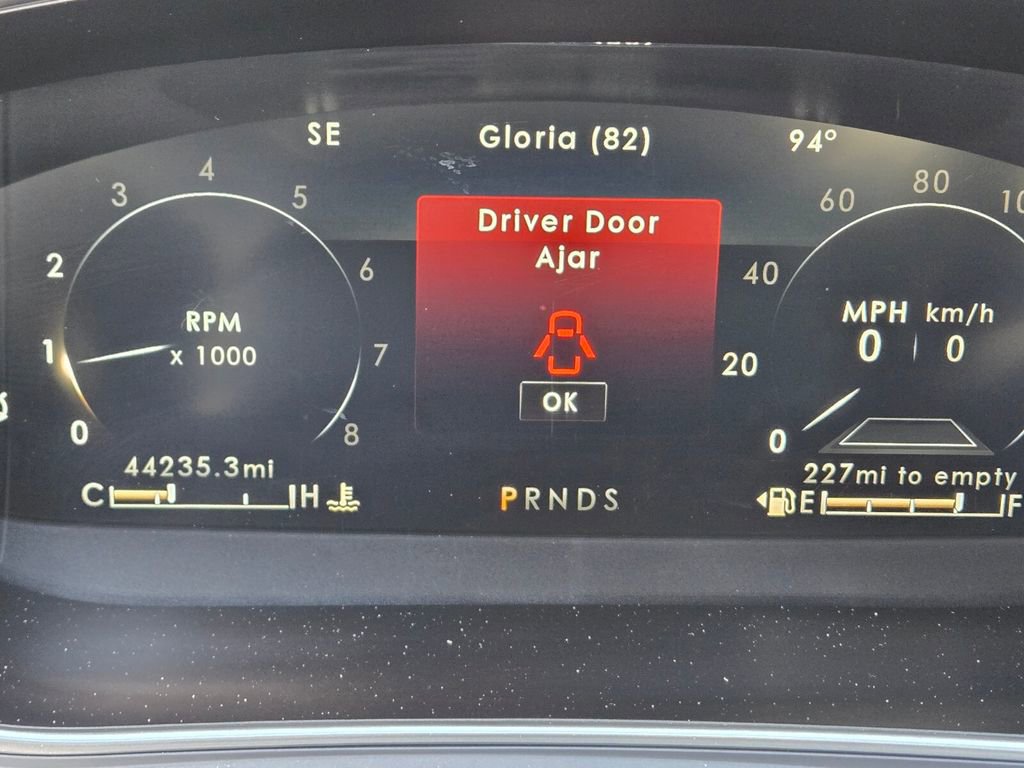 SE
Gloria (82)
94°
Driver Door
Ajar
OK
0
1
2
3
4
5
6
7
8
RPM
x 1000
44235.3mi
C
H
PRNDS
0
20
40
60
80
MPH km/h
0 0
227mi to empty
E
F